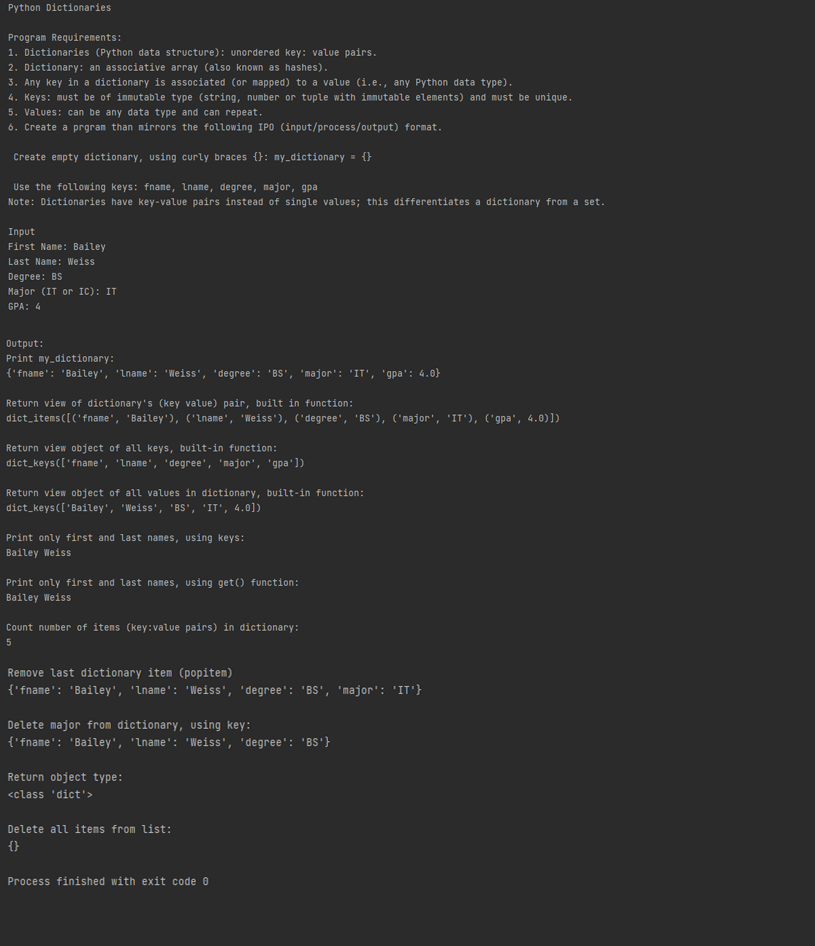 Python Dictionaries
Program Requirements:
1. Dictionaries (Python data structure): unordered key: value pairs.
2. Dictionary: an associative array (also known as hashes).
3. Any key in a dictionary is associated (or mapped) to a value (i.e., any Python data type).
4. Keys: must be of immutable type (string, number or tuple with immutable elements) and must be unique.
5. Values: can be any data type and can repeat.
6. Create a prgram than mirrors the following IPO (input/process/output) format.
Create empty dictionary, using curly braces {}: my_dictionary = {}
Use the following keys: fname, lname, degree, major, gpa
Note: Dictionaries have key-value pairs instead of single values; this differentiates a dictionary from a set.
Input
First Name: Bailey
Last Name: Weiss
Degree: BS
Major (IT or IC): IT
GPA: 4
Output:
Print my_dictionary:
{'fname': 'Bailey', 'lname': 'Weiss', 'degree': 'BS', 'major': 'IT', 'gpa': 4.0}
Return view of dictionary's (key value) pair, built in function:
dict_items([('fname', 'Bailey'), ('lname', 'Weiss'), ('degree', 'BS'), ('major', 'IT'), ('gpa', 4.0)])
Return view object of all keys, built-in function:
dict_keys(['fname', 'lname', 'degree', 'major', 'gpa'])
Return view object of all values in dictionary, built-in function:
dict_keys(['Bailey', 'Weiss', 'BS', 'IT', 4.0])
Print only first and last names, using keys:
Bailey Weiss
Print only first and last names, using get() function:
Bailey Weiss
Count number of items (key:value pairs) in dictionary:
5
Remove last dictionary item (popitem)
{'fname': 'Bailey', 'lname': 'Weiss', 'degree': 'BS', 'major': 'IT'}
Delete major from dictionary, using key:
{'fname': 'Bailey', 'lname': 'Weiss', 'degree': 'BS'}
Return object type:
<class 'dict'>
Delete all items from list:
{}
Process finished with exit code 0